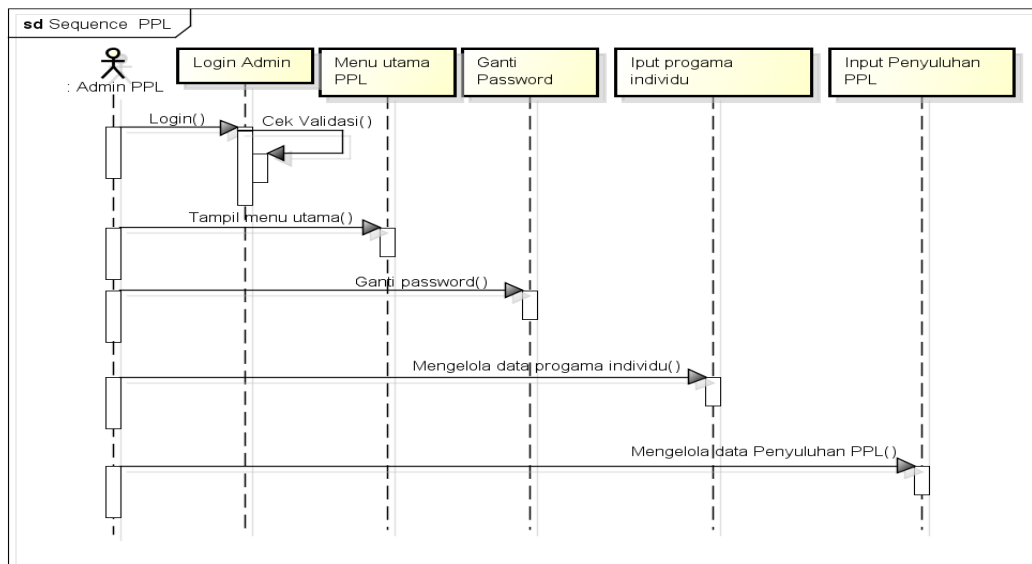 sd Sequence PPL
: Admin PPL
Login Admin
Menu utama
PPL
Ganti
Password
Iput progama
individu
Input Penyuluhan
PPL
Login()
Cek Validasi()
Tampil menu utama()
Ganti password()
Mengelola data progama individu()
Mengelola data Penyuluhan PPL()